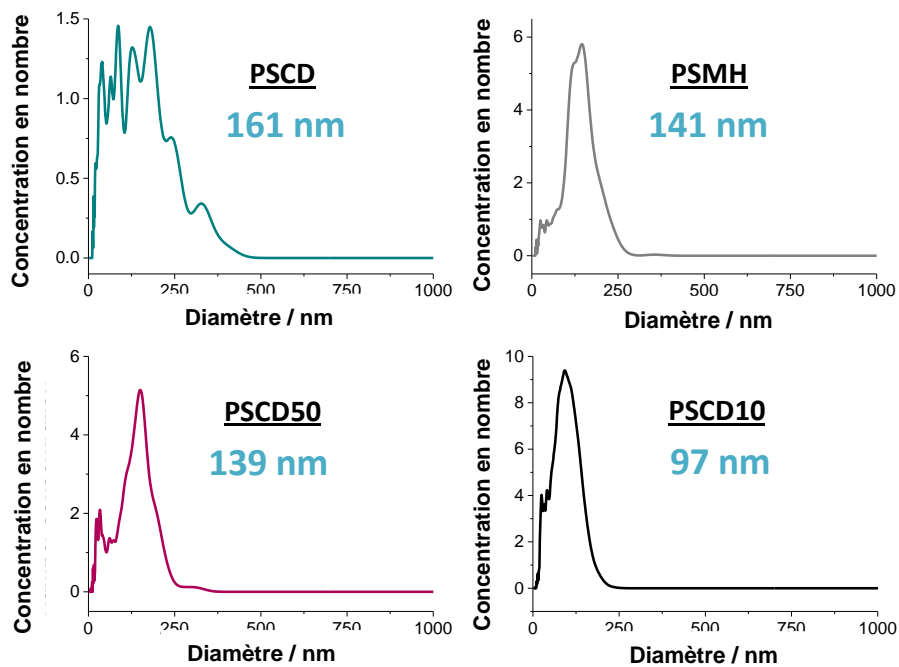 Concentration en nombre
1.5
1.0
0.5
0.0
PSCD
161 nm
0
250
500
750
1000
Diamètre / nm
Concentration en nombre
6
4
2
0
PSMH
141 nm
0
250
500
750
1000
Diamètre / nm
Concentration en nombre
6
4
2
0
PSCD50
139 nm
0
250
500
750
1000
Diamètre / nm
Concentration en nombre
10
8
6
4
2
0
PSCD10
97 nm
0
250
500
750
1000
Diamètre / nm